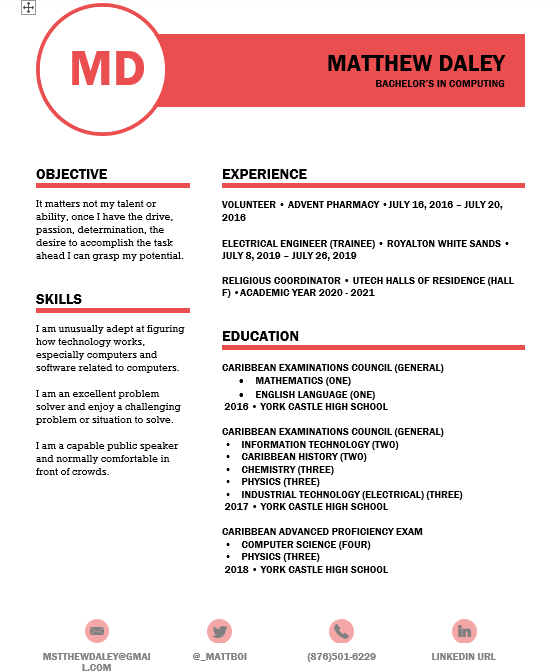 MD
MATTHEW DALEY
BACHELOR'S IN COMPUTING
OBJECTIVE
It matters not my talent or
ability, once I have the drive,
passion, determination, the
desire to accomplish the task
ahead I can grasp my potential.
SKILLS
I am unusually adept at figuring
how technology works,
especially computers and
software related to computers.
I am an excellent problem
solver and enjoy a challenging
problem or situation to solve.
I am a capable public speaker
and normally comfortable in
front of crowds.
EXPERIENCE
VOLUNTEER • ADVENT PHARMACY •JULY 16, 2016 – JULY 20,
2016
ELECTRICAL ENGINEER (TRAINEE) • ROYALTON WHITE SANDS •
JULY 8, 2019 – JULY 26, 2019
RELIGIOUS COORDINATOR • UTECH HALLS OF RESIDENCE (HALL
F) •ACADEMIC YEAR 2020 - 2021
EDUCATION
CARIBBEAN EXAMINATIONS COUNCIL (GENERAL)
• MATHEMATICS (ONE)
• ENGLISH LANGUAGE (ONE)
2016 • YORK CASTLE HIGH SCHOOL
CARIBBEAN EXAMINATIONS COUNCIL (GENERAL)
• INFORMATION TECHNOLOGY (TWO)
• CARIBBEAN HISTORY (TWO)
• CHEMISTRY (THREE)
• PHYSICS (THREE)
• INDUSTRIAL TECHNOLOGY (ELECTRICAL) (THREE)
2017 • YORK CASTLE HIGH SCHOOL
CARIBBEAN ADVANCED PROFICIENCY EXAM
• COMPUTER SCIENCE (FOUR)
• PHYSICS (THREE)
2018 • YORK CASTLE HIGH SCHOOL
MSTTHEWDALEY@GMAI
L.COM
@_MATTBOI
(876)501-6229
in
LINKEDIN URL